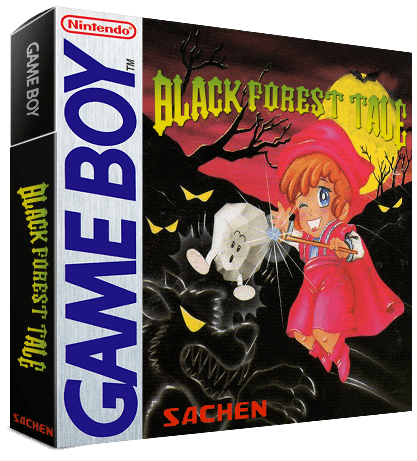 GAME BOY
BLACK FOREST TALE
Nintendo®
GAME BOY™
BLACK FOREST TALE
SACHEN
SACHEN